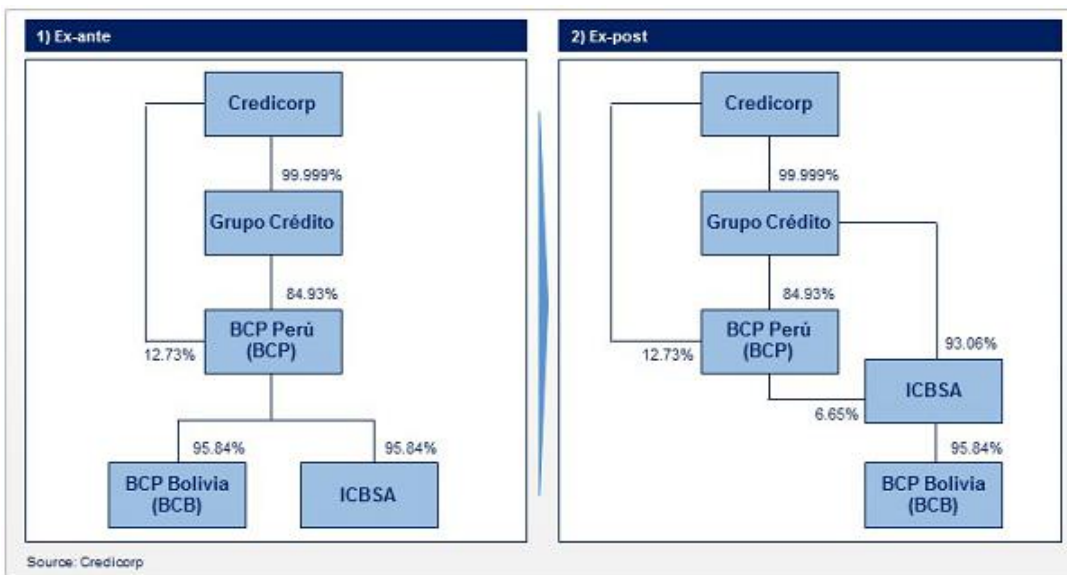 1) Ex-ante
Credicorp
99.999%
Grupo Crédito
84.93%
BCP Perú
(BCP)
12.73%
95.84%
95.84%
BCP Bolivia
(BCB)
ICBSA
2) Ex-post
Credicorp
99.999%
Grupo Crédito
84.93%
BCP Perú
(BCP)
12.73%
93.06%
ICBSA
6.65%
95.84%
BCP Bolivia
(BCB)
Source: Credicorp